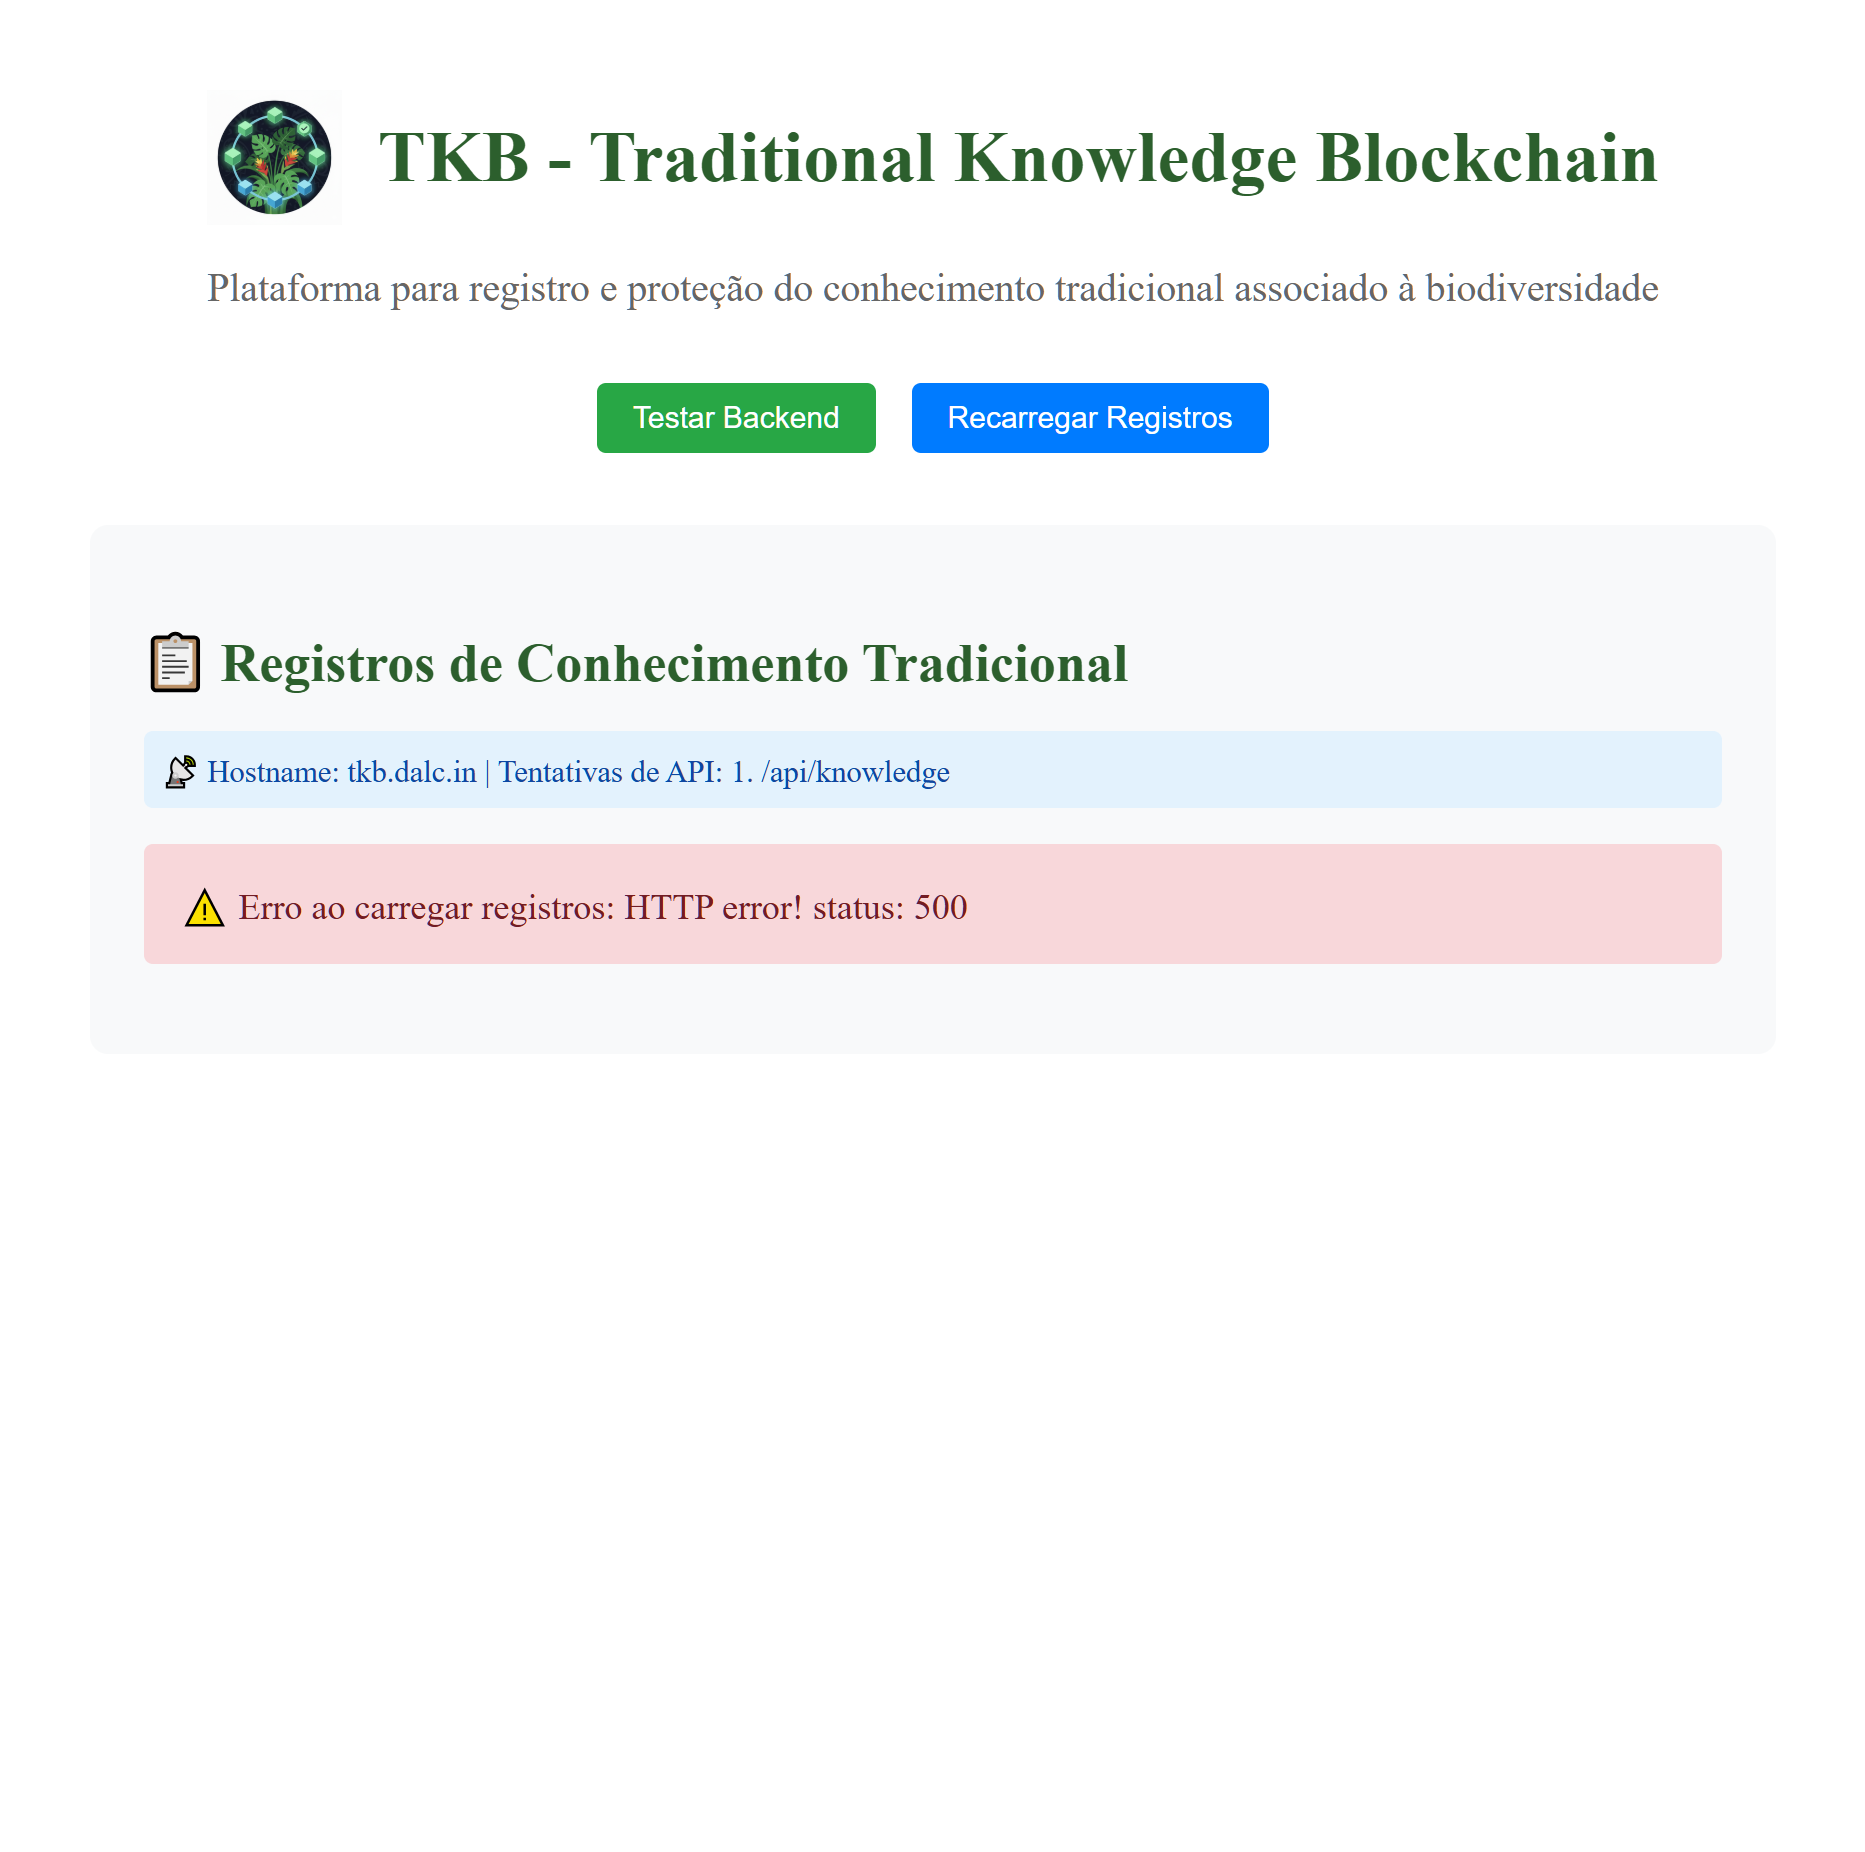 TKB - Traditional Knowledge Blockchain
Plataforma para registro e proteção do conhecimento tradicional associado à biodiversidade
Testar Backend
Recarregar Registros
📋 Registros de Conhecimento Tradicional
📡 Hostname: tkb.dalc.in | Tentativas de API: 1. /api/knowledge
⚠️ Erro ao carregar registros: HTTP error! status: 500